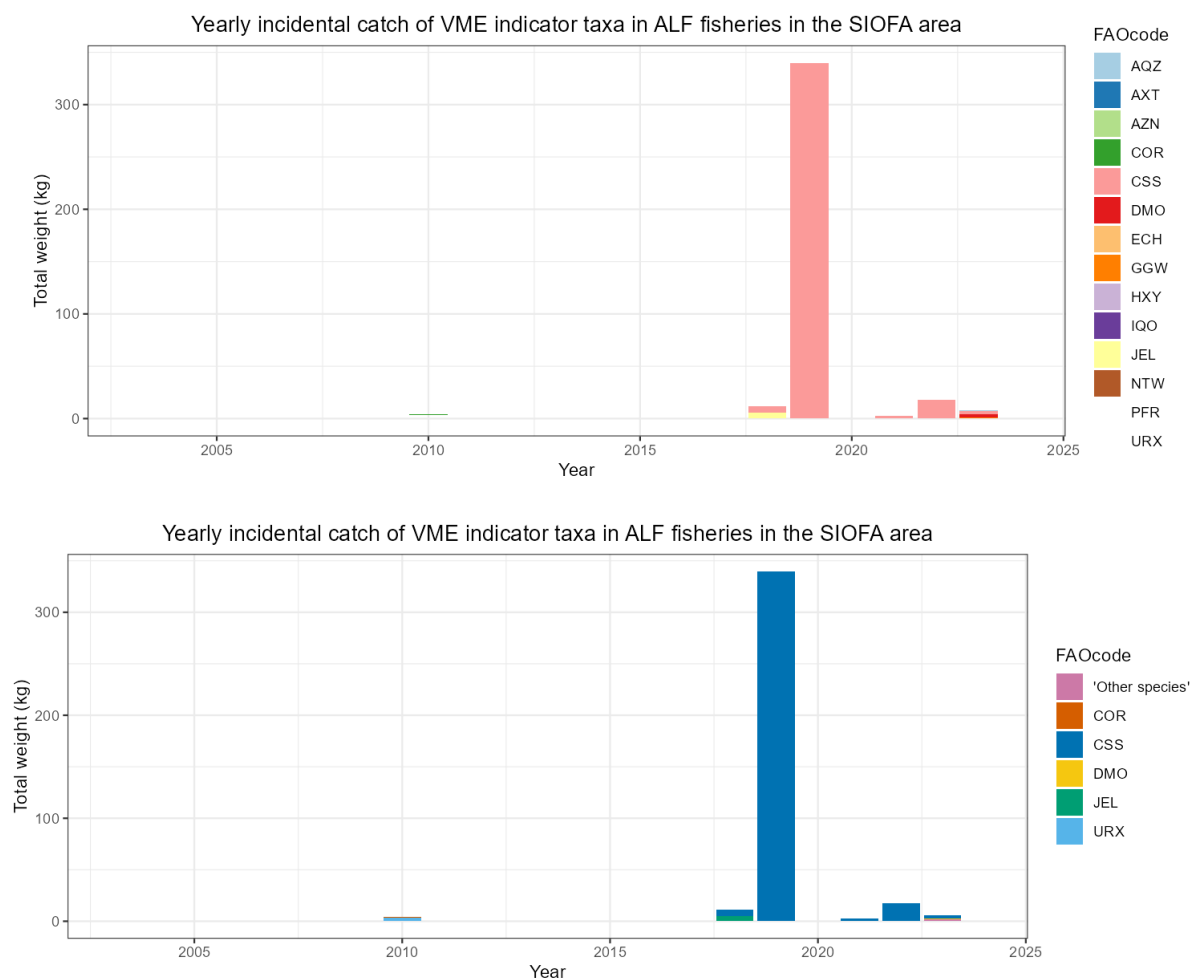 Yearly incidental catch of VME indicator taxa in ALF fisheries in the SIOFA area
FAOcode
AQZ
AXT
AZN
COR
CSS
DMO
ECH
GGW
HXY
IQO
JEL
NTW
PFR
URX
Total weight (kg)
300
200
100
0
2005
2010
2015
2020
2025
Year
Yearly incidental catch of VME indicator taxa in ALF fisheries in the SIOFA area
FAOcode
'Other species'
COR
CSS
DMO
JEL
URX
Total weight (kg)
300
200
100
0
2005
2010
2015
2020
2025
Year